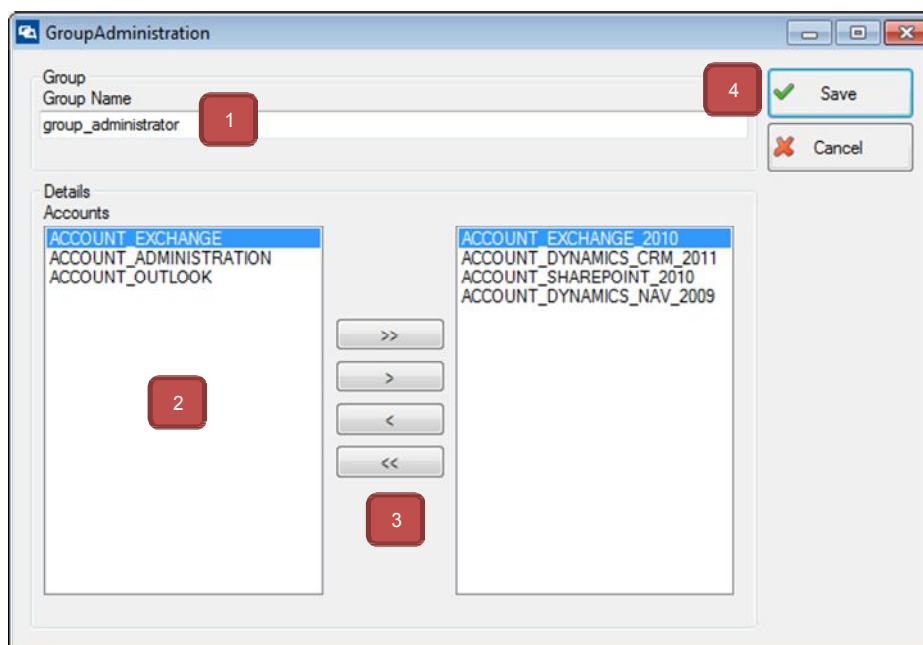 GroupAdministration
Group
Group Name
group_administrator
1
4
Save
Cancel
Details
Accounts
ACCOUNT_EXCHANGE
ACCOUNT_ADMINISTRATION
ACCOUNT_OUTLOOK
2
>>
>
<
<<
3
ACCOUNT_EXCHANGE_2010
ACCOUNT_DYNAMICS_CRM_2011
ACCOUNT_SHAREPOINT_2010
ACCOUNT_DYNAMICS_NAV_2009